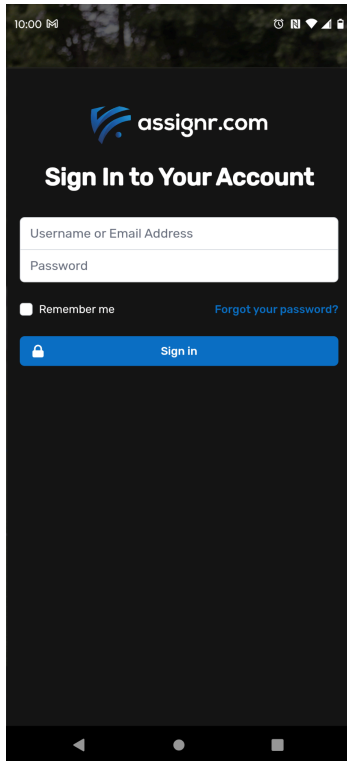 10:00
assignr.com
Sign In to Your Account
Username or Email Address
Password
Remember me Forgot your password?
Sign in